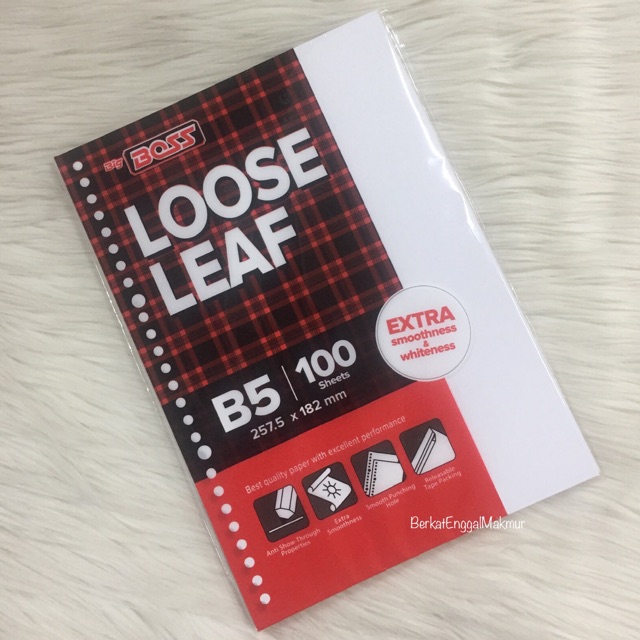 Big BOSS
LOOSE
LEAF
EXTRA
smoothness
&
whiteness
B5
100
Sheets
257.5 x 182 mm
Best quality paper with excellent performance
Anti Show-Through
Properties
Extra
Smoothness
Smooth Punching
Hole
Releasable
Tape Packing
BerkatEnggalMakmur